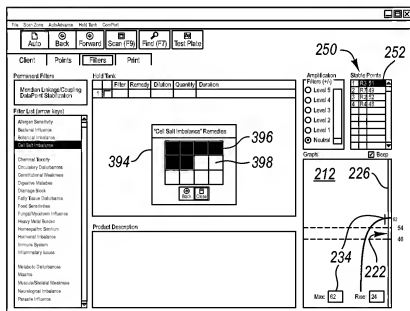 File Scan Zone AutoAdvance Hold Tank ComPort
Auto Back Forward Scan (F9) Find (F7) Test Plate
Client Points Filters Print
Permanent Filters
Meridian Linkage/Coupling
DataPoint Stabilization
Filter List (arrow keys)
Allergen Sensitivity
Bacterial Influence
Botanical Imbalance
Cell Salt Imbalance
Chemical Toxicity
Circulatory Disturbances
Constitutional Weakness
Digestive Maladies
Drainage Block
Fatty Tissue Disturbance
Food Sensitivities
Fungal/Mycotoxin Influence
Heavy Metal Burden
Homeopathic Syndrom
Hormonal Imbalance
Immune System
Inflammatory Issues
Metabolic Disturbances
Miasms
Muscular/Skeletal Weakness
Neurological Imbalance
Parasite Influence
Hold Tank
Filter Remedy Dilution Quantity Duration
1
"Cell Salt Imbalance" Remedies
Back Close
394
396
398
Product Description
250
252
Amplification
Filters (+/-)
Level 5
Level 4
Level 3
Level 2
Level 1
Neutral
Stable Points
Graph
Beep
212
226
62
54
46
234
222
Max: 62 Rise: 24